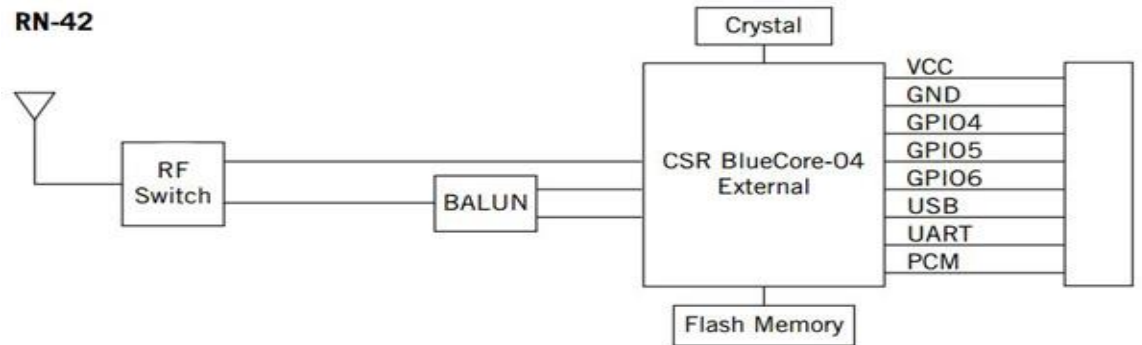 RN-42
Crystal
RF
Switch
BALUN
CSR BlueCore-04
External
Flash Memory
VCC
GND
GPIO4
GPIO5
GPIO6
USB
UART
PCM